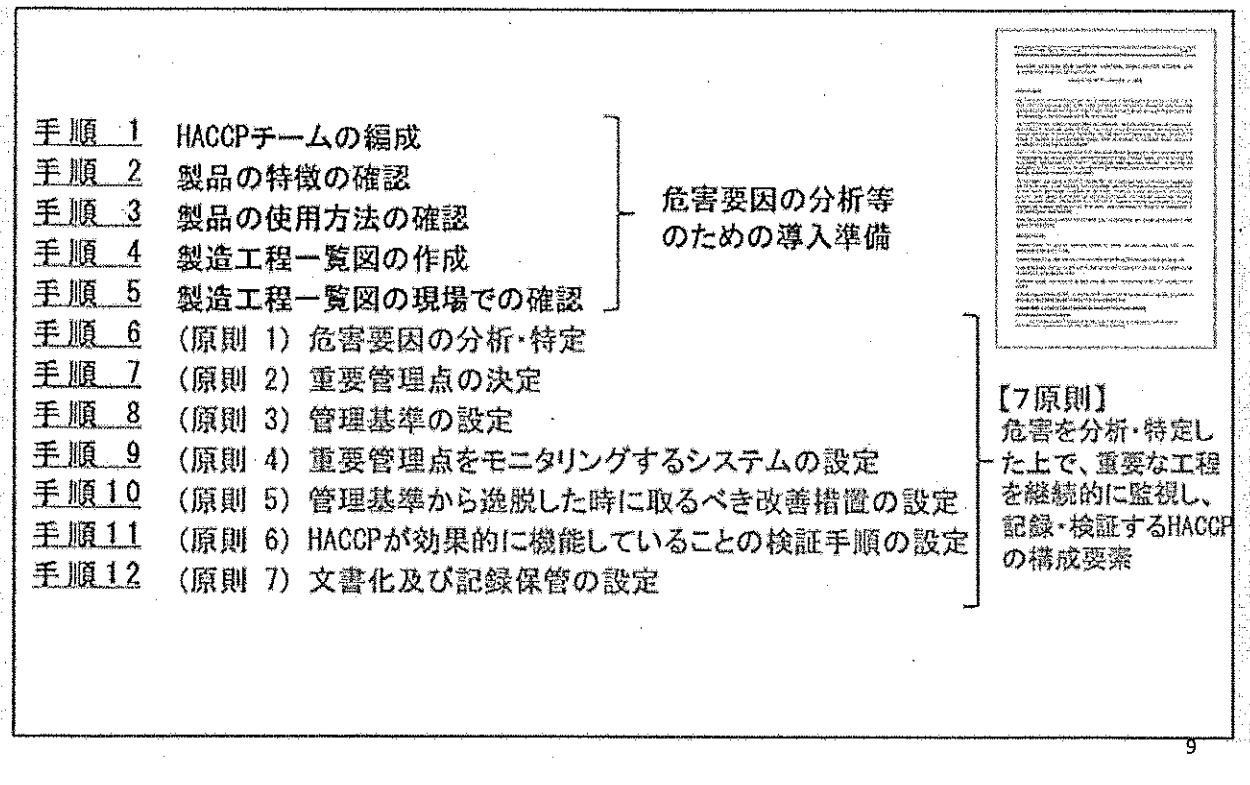 手順 1 HACCPチームの編成
手順 2 製品の特徴の確認
手順 3 製品の使用方法の確認
手順 4 製造工程一覧図の作成
手順 5 製造工程一覧図の現場での確認
危害要因の分析等
のための導入準備
手順 6 (原則 1) 危害要因の分析・特定
手順 7 (原則 2) 重要管理点の決定
手順 8 (原則 3) 管理基準の設定
手順 9 (原則 4) 重要管理点をモニタリングするシステムの設定
手順10 (原則 5) 管理基準から逸脱した時に取るべき改善措置の設定
手順11 (原則 6) HACCPが効果的に機能していることの検証手順の設定
手順12 (原則 7) 文書化及び記録保管の設定
【7原則】
危害を分析・特定し
た上で、重要な工程
を継続的に監視し、
記録・検証するHACCP
の構成要素
9